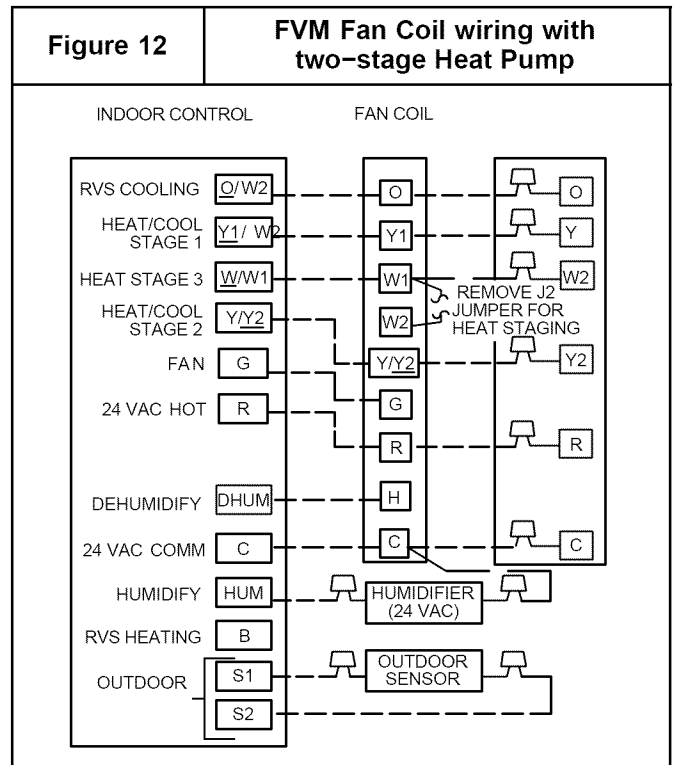 Figure 12
FVM Fan Coil wiring with
two-stage Heat Pump
INDOOR CONTROL
FAN COIL
RVS COOLING O/W2 O O
HEAT/COOL
STAGE 1 Y1/ W2 Y1 Y
HEAT STAGE 3 W/W1 W1 W2
REMOVE J2
JUMPER FOR
HEAT STAGING
HEAT/COOL
STAGE 2 Y/Y2 W2
Y/Y2 Y2
FAN G G
24 VAC HOT R R R
DEHUMIDIFY DHUM H
24 VAC COMM C C C
HUMIDIFY HUM HUMIDIFIER
(24 VAC)
RVS HEATING B
OUTDOOR S1 OUTDOOR
SENSOR
S2